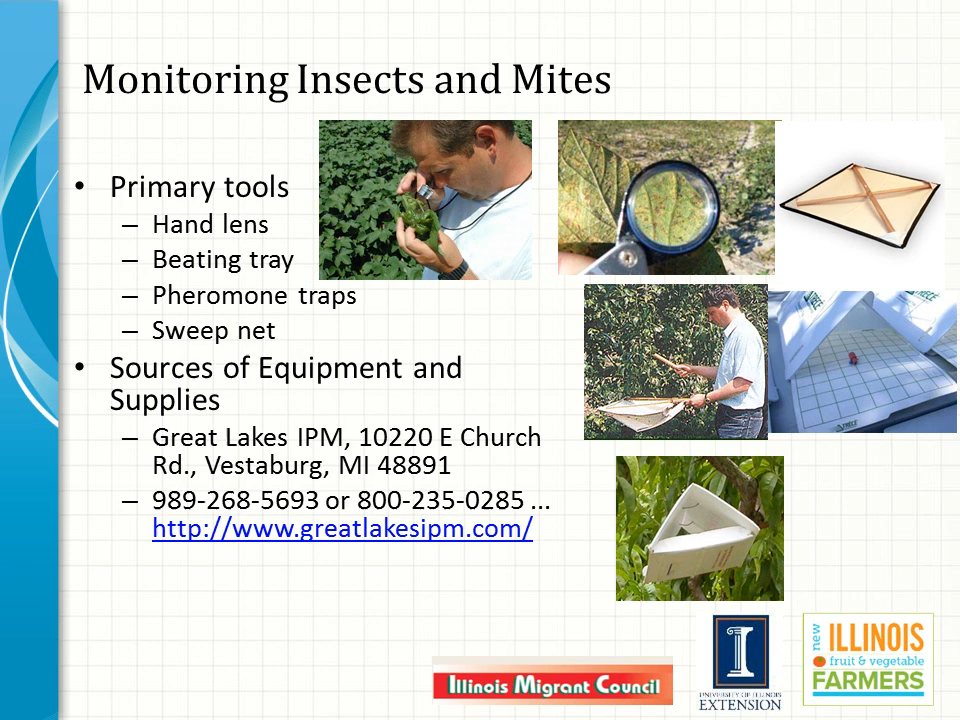 Monitoring Insects and Mites
• Primary tools
– Hand lens
– Beating tray
– Pheromone traps
– Sweep net
• Sources of Equipment and
Supplies
– Great Lakes IPM, 10220 E Church
Rd., Vestaburg, MI 48891
– 989-268-5693 or 800-235-0285 ...
http://www.greatlakesipm.com/
TRECE
Illinois Migrant Council
I
UNIVERSITY OF ILLINOIS
EXTENSION
new
ILLINOIS
fruit & vegetable
FARMERS